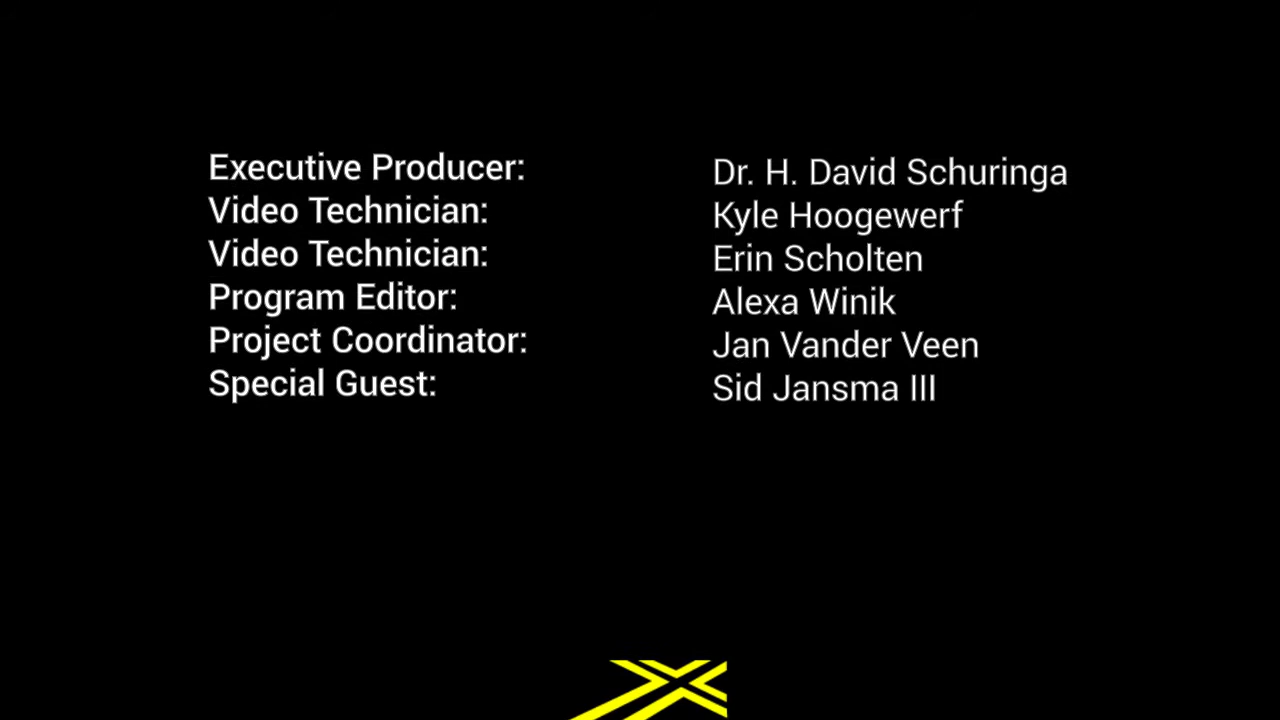 Executive Producer: Dr. H. David Schuringa
Video Technician: Kyle Hoogewerf
Video Technician: Erin Scholten
Program Editor: Alexa Winik
Project Coordinator: Jan Vander Veen
Special Guest: Sid Jansma III